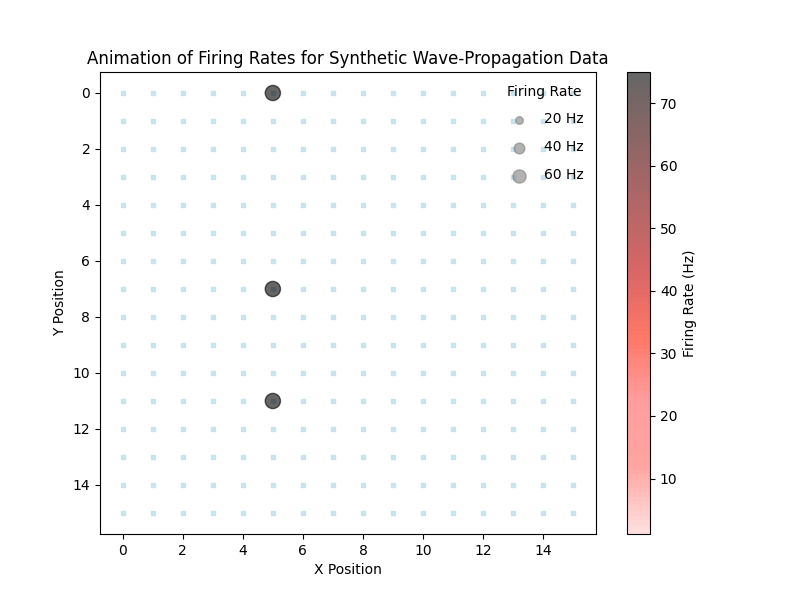 Animation of Firing Rates for Synthetic Wave-Propagation Data
Firing Rate
20 Hz
40 Hz
60 Hz
0
2
4
6
8
10
12
14
Y Position
0 2 4 6 8 10 12 14
X Position
70
60
50
40
30
20
10
Firing Rate (Hz)